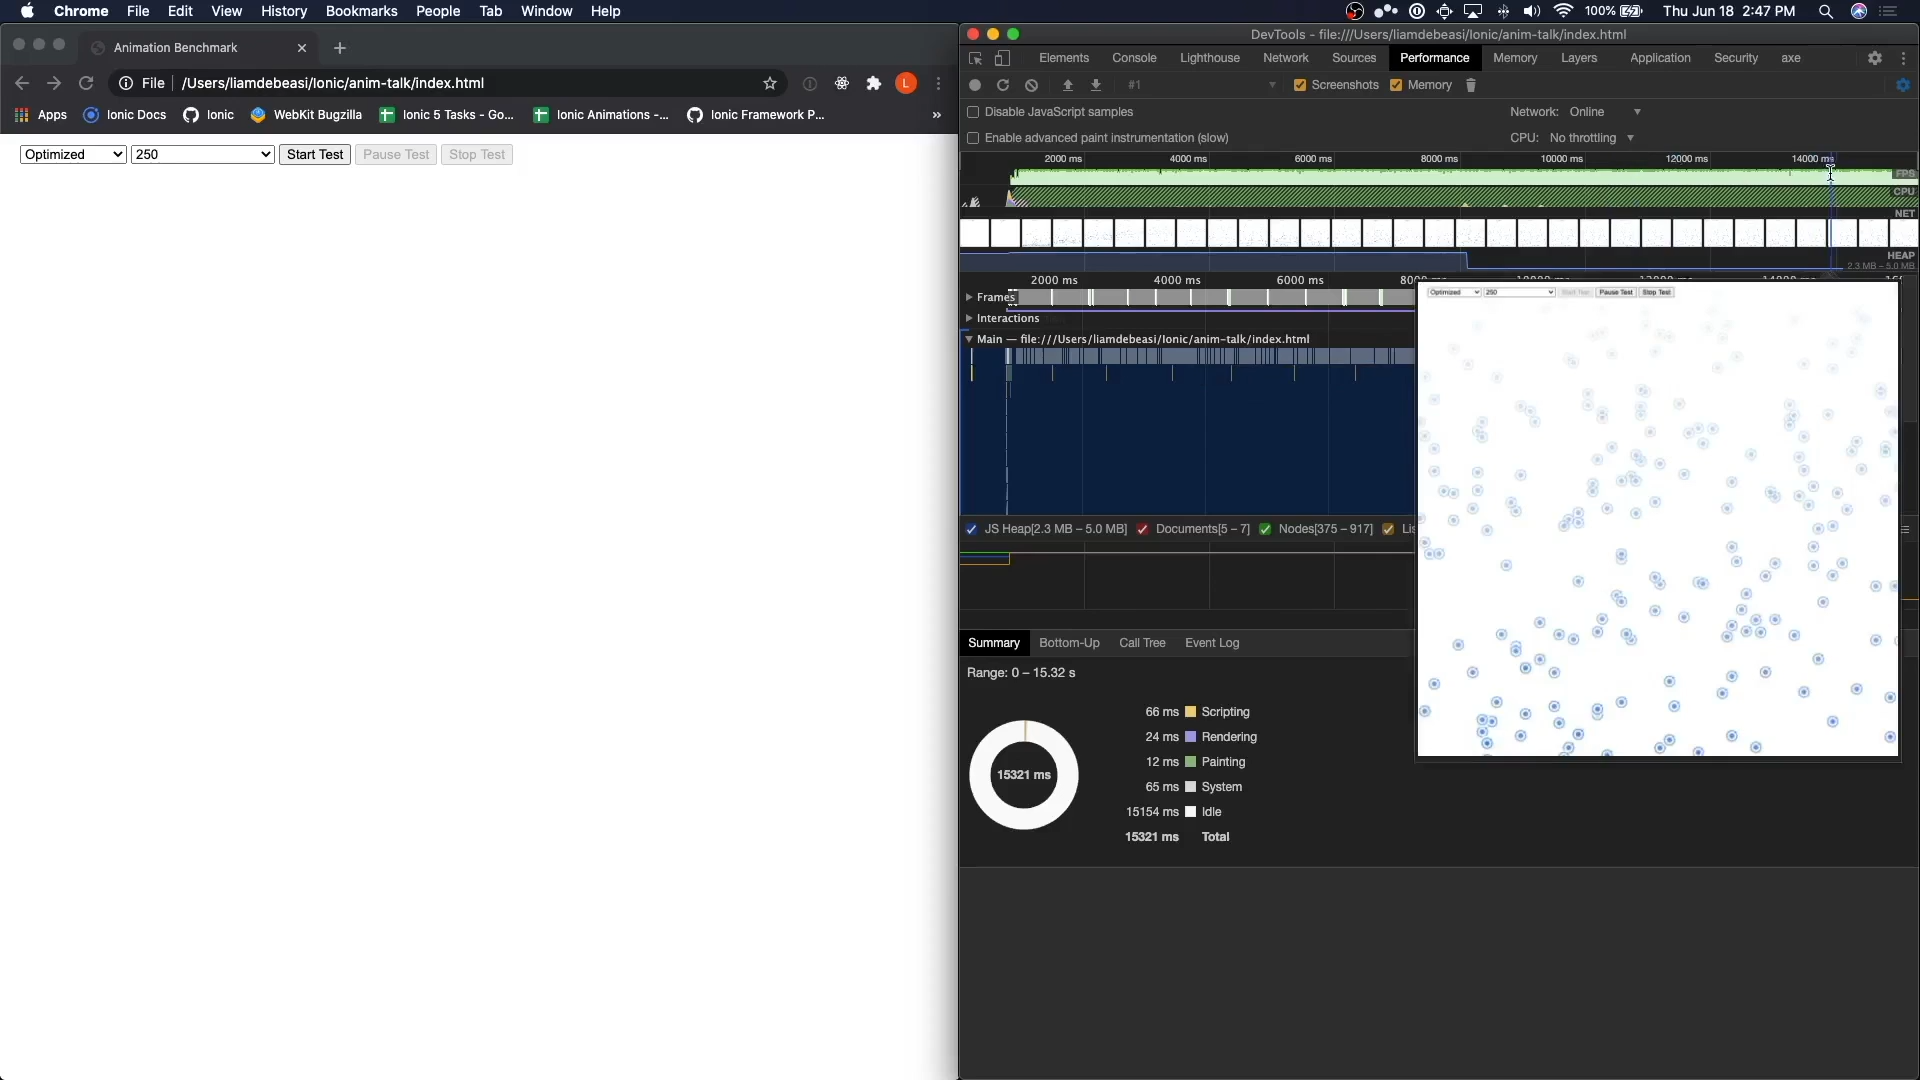 Chrome File Edit View History Bookmarks People Tab Window Help
100% Thu Jun 18 2:47 PM
Animation Benchmark
File /Users/liamdebeasi/Ionic/anim-talk/index.html
L
Apps Ionic Docs Ionic WebKit Bugzilla Ionic 5 Tasks - Go... Ionic Animations -... Ionic Framework P... »
Optimized 250 Start Test Pause Test Stop Test
DevTools - file:///Users/liamdebeasi/Ionic/anim-talk/index.html
Elements Console Lighthouse Network Sources Performance Memory Layers Application Security axe
#1 Screenshots Memory
Disable JavaScript samples Network: Online
Enable advanced paint instrumentation (slow) CPU: No throttling
2000 ms 4000 ms 6000 ms 8000 ms 10000 ms 12000 ms 14000 ms
FPS
CPU
NET
HEAP
2.3 MB – 5.0 MB
2000 ms 4000 ms 6000 ms
Frames
Optimized 250 Start Test Pause Test Stop Test
Interactions
Main — file:///Users/liamdebeasi/Ionic/anim-talk/index.html
JS Heap[2.3 MB – 5.0 MB] Documents[5 – 7] Nodes[375 – 917] Lis
Summary Bottom-Up Call Tree Event Log
Range: 0 – 15.32 s
15321 ms
66 ms Scripting
24 ms Rendering
12 ms Painting
65 ms System
15154 ms Idle
15321 ms Total